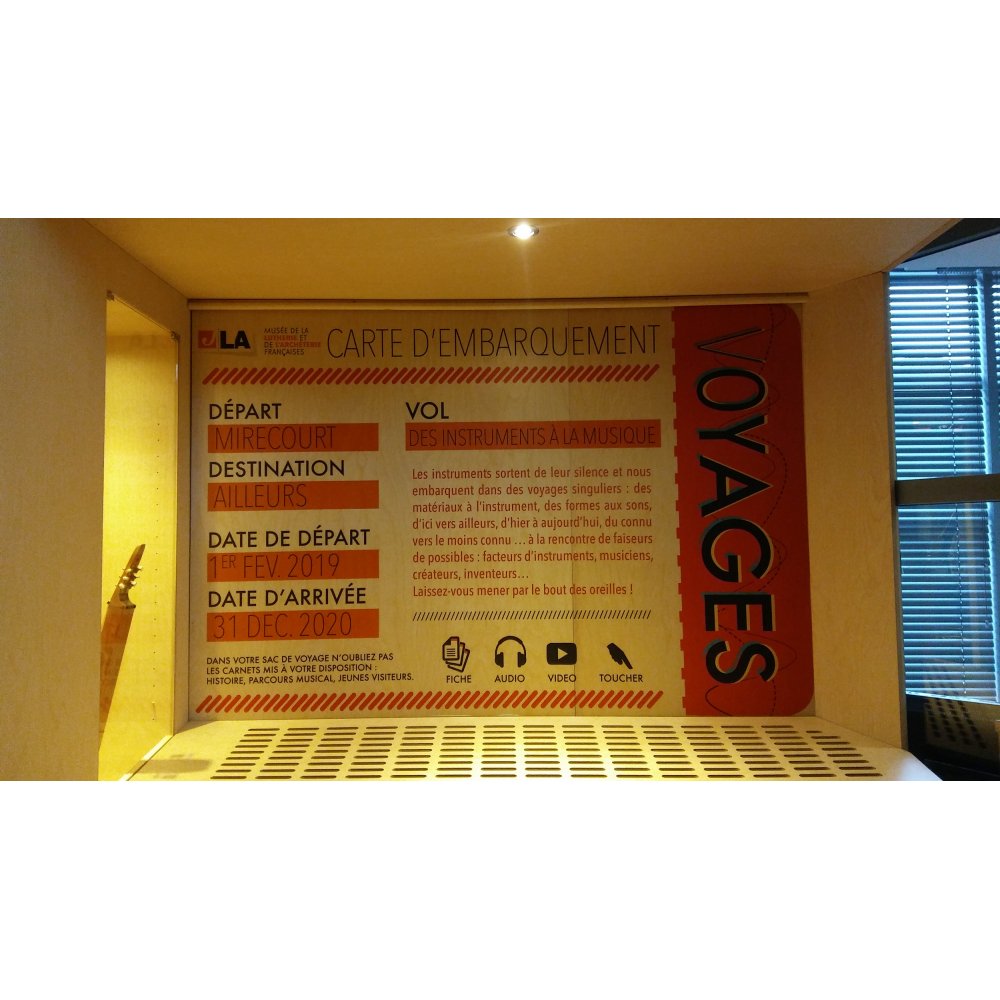 LA
MUSÉE DE LA
LUTHERIE ET
DE L'ARCHÈTERIE
FRANÇAISES
CARTE D'EMBARQUEMENT
DÉPART
MIRECOURT
DESTINATION
AILLEURS
DATE DE DÉPART
1ER FEV. 2019
DATE D'ARRIVÉE
31 DEC. 2020
DANS VOTRE SAC DE VOYAGE N'OUBLIEZ PAS
LES CARNETS MIS À VOTRE DISPOSITION :
HISTOIRE, PARCOURS MUSICAL, JEUNES VISITEURS.
VOL
DES INSTRUMENTS À LA MUSIQUE
Les instruments sortent de leur silence et nous
embarquent dans des voyages singuliers : des
matériaux à l'instrument, des formes aux sons,
d'ici vers ailleurs, d'hier à aujourd'hui, du connu
vers le moins connu ... à la rencontre de faiseurs
de possibles : facteurs d'instruments, musiciens,
créateurs, inventeurs...
Laissez-vous mener par le bout des oreilles !
FICHE
AUDIO
VIDEO
TOUCHER
VOYAGES